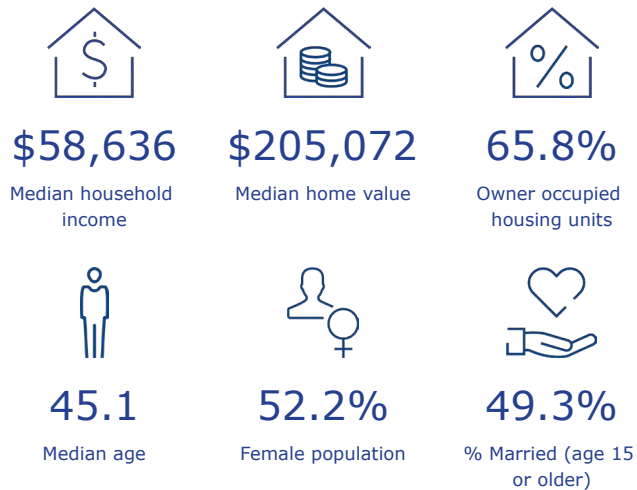 $58,636
Median household
income
$205,072
Median home value
65.8%
Owner occupied
housing units
45.1
Median age
52.2%
Female population
49.3%
% Married (age 15
or older)